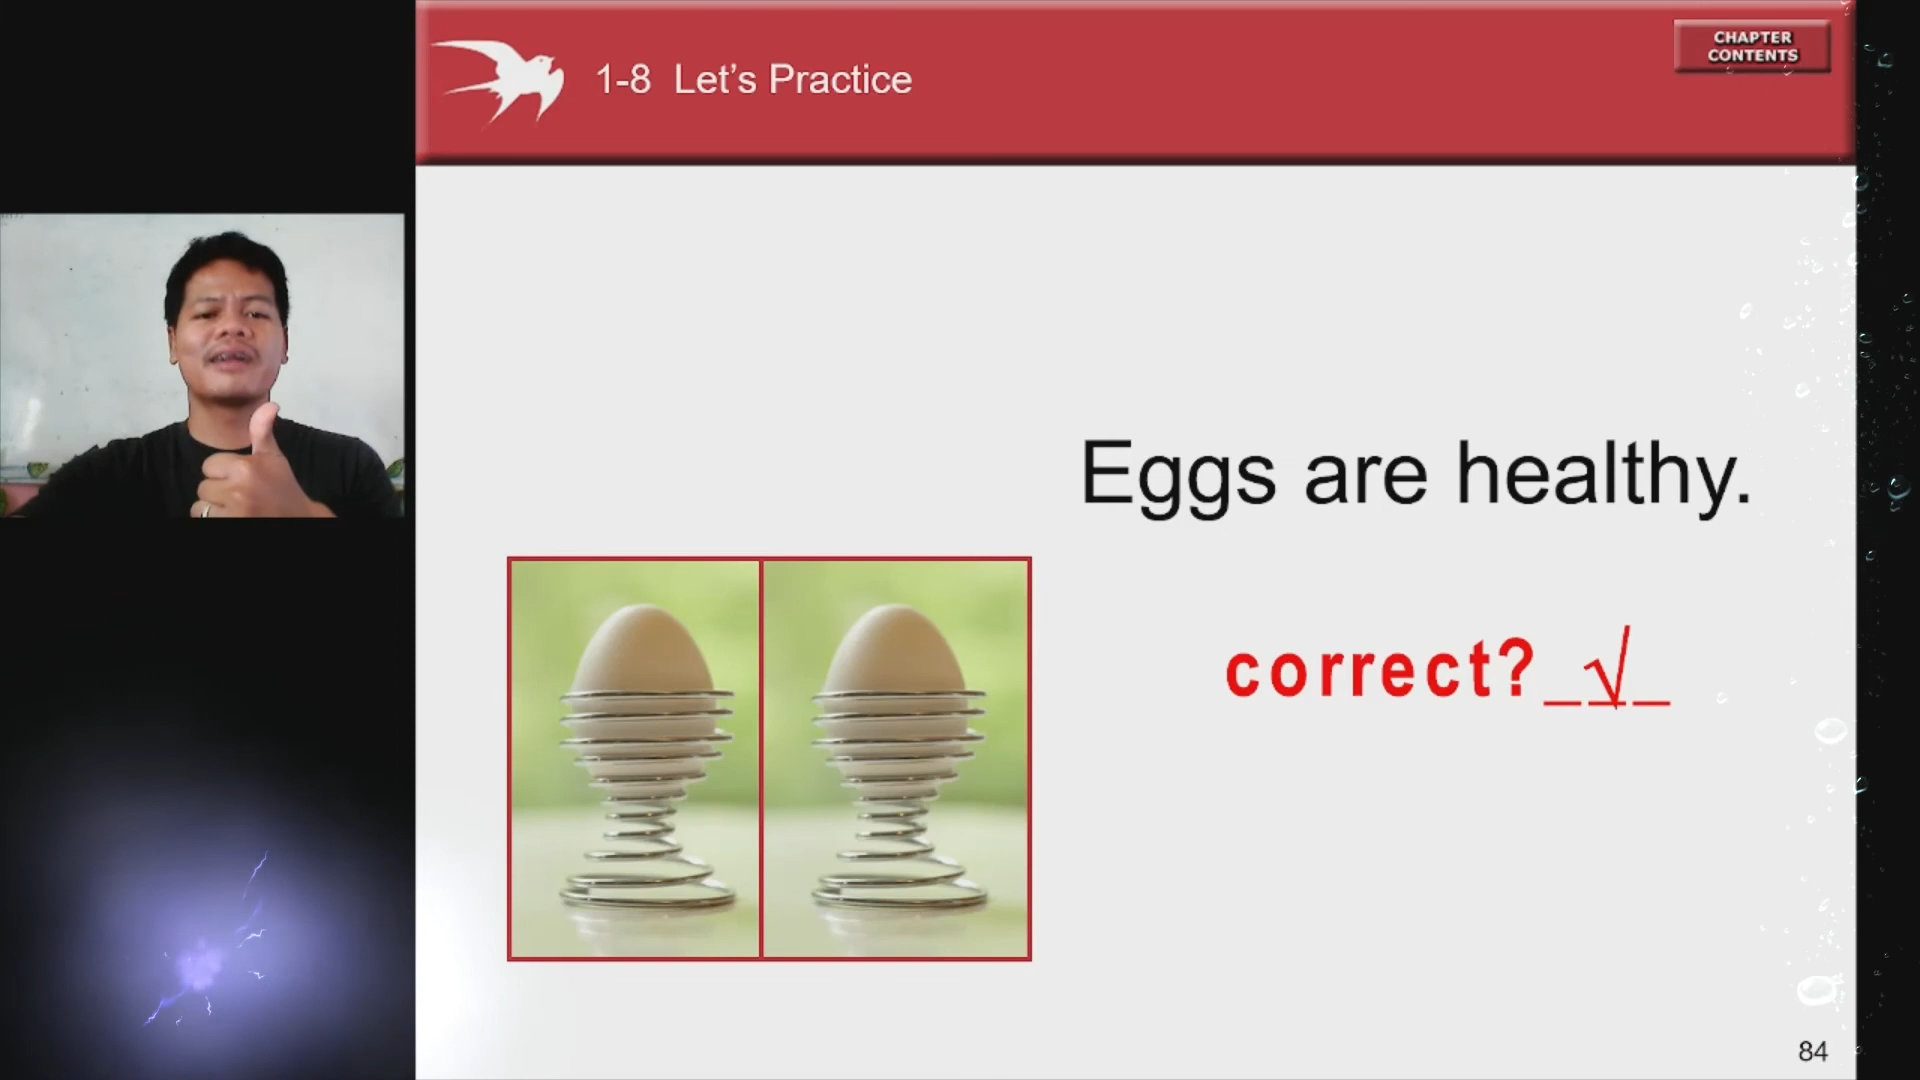 1-8 Let’s Practice
CHAPTER
CONTENTS
Eggs are healthy.
correct?_√_
84